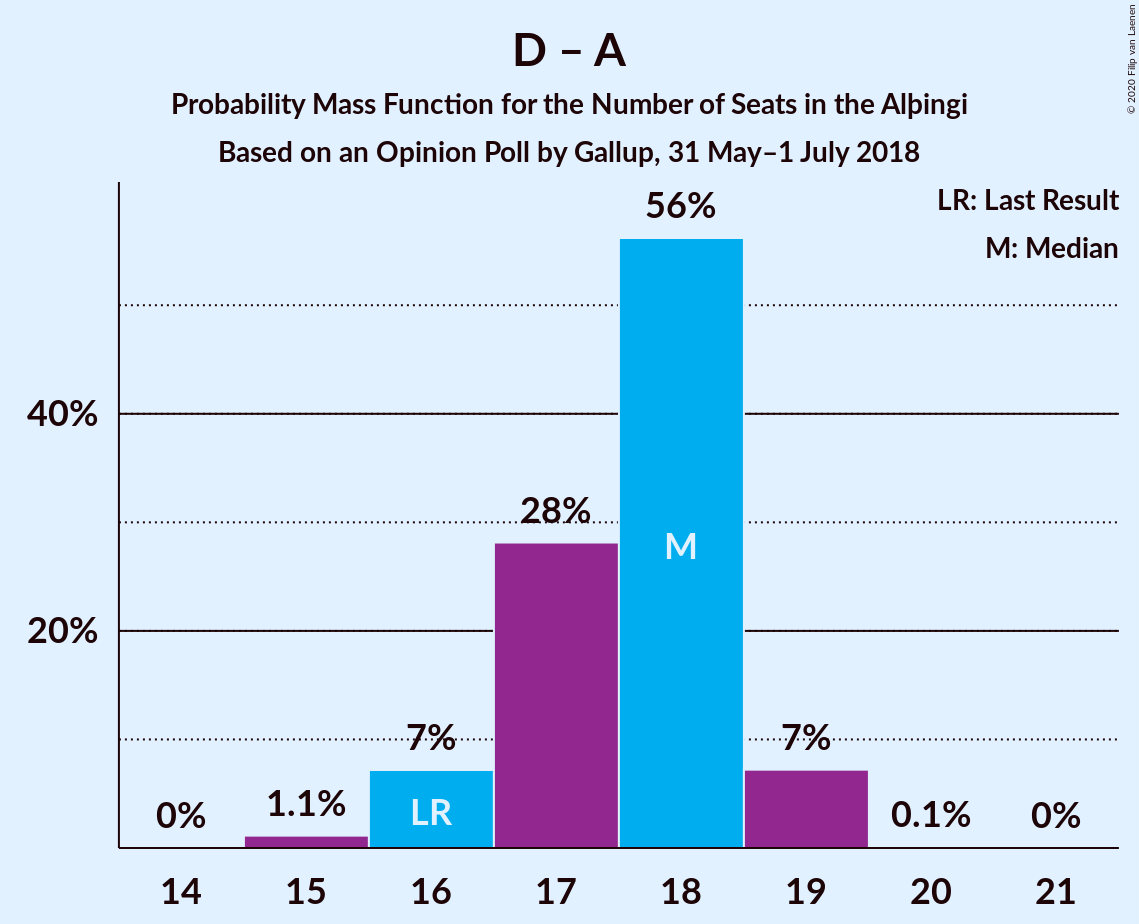 D – A
Probability Mass Function for the Number of Seats in the Alþingi
Based on an Opinion Poll by Gallup, 31 May–1 July 2018
© 2020 Filip van Laenen
LR: Last Result
M: Median
56%
40%
28%
M
20%
7%
7%
0%
1.1%
LR
0.1%
0%
14 15 16 17 18 19 20 21